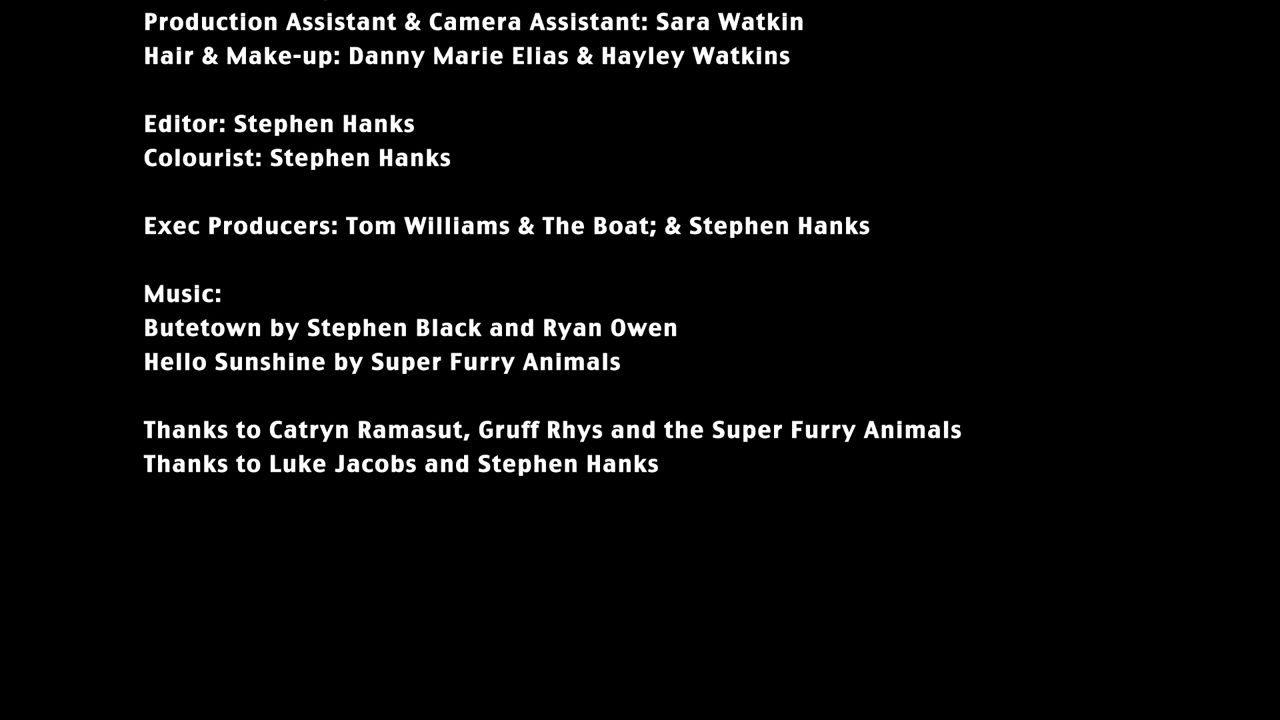 Production Assistant & Camera Assistant: Sara Watkin
Hair & Make-up: Danny Marie Elias & Hayley Watkins
Editor: Stephen Hanks
Colourist: Stephen Hanks
Exec Producers: Tom Williams & The Boat; & Stephen Hanks
Music:
Butetown by Stephen Black and Ryan Owen
Hello Sunshine by Super Furry Animals
Thanks to Catryn Ramasut, Gruff Rhys and the Super Furry Animals
Thanks to Luke Jacobs and Stephen Hanks